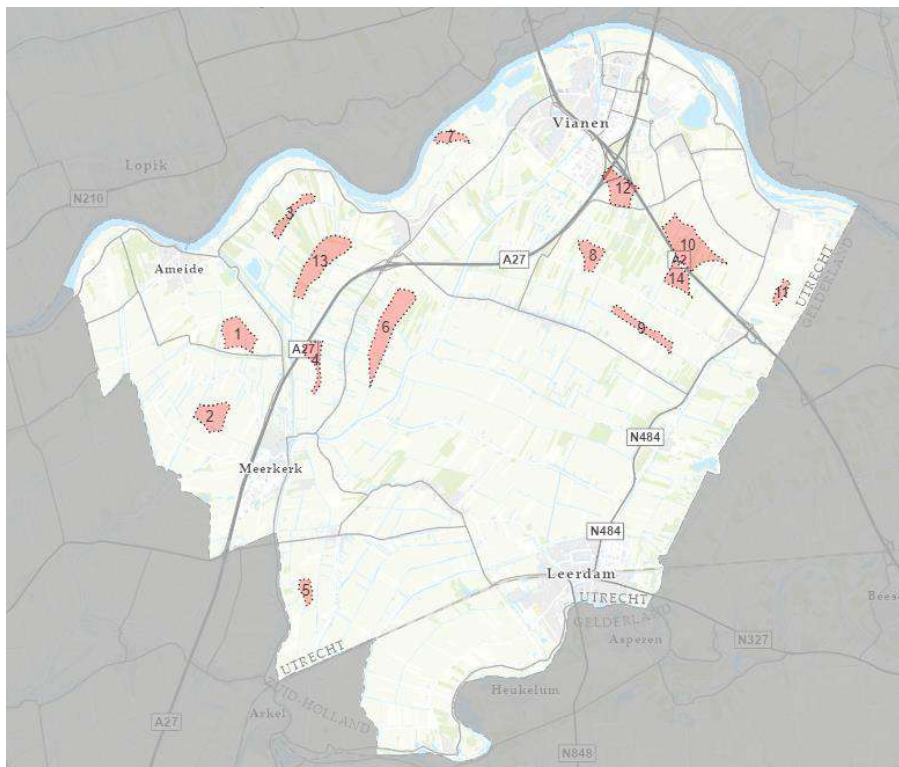 Vianen
7
Lopik
12
N210
3
10
13
8
A27
A2
UTRECHT
GELDERLAND
Ameide
14
11
6
9
1
A27
4
2
N484
Meerkerk
N484
Leerdam
5
UTRECHT
GELDERLAND
Asperen
N327
UTRECHT
Heukelum
ZUID-HOLLAND
Arkel
A27
N848